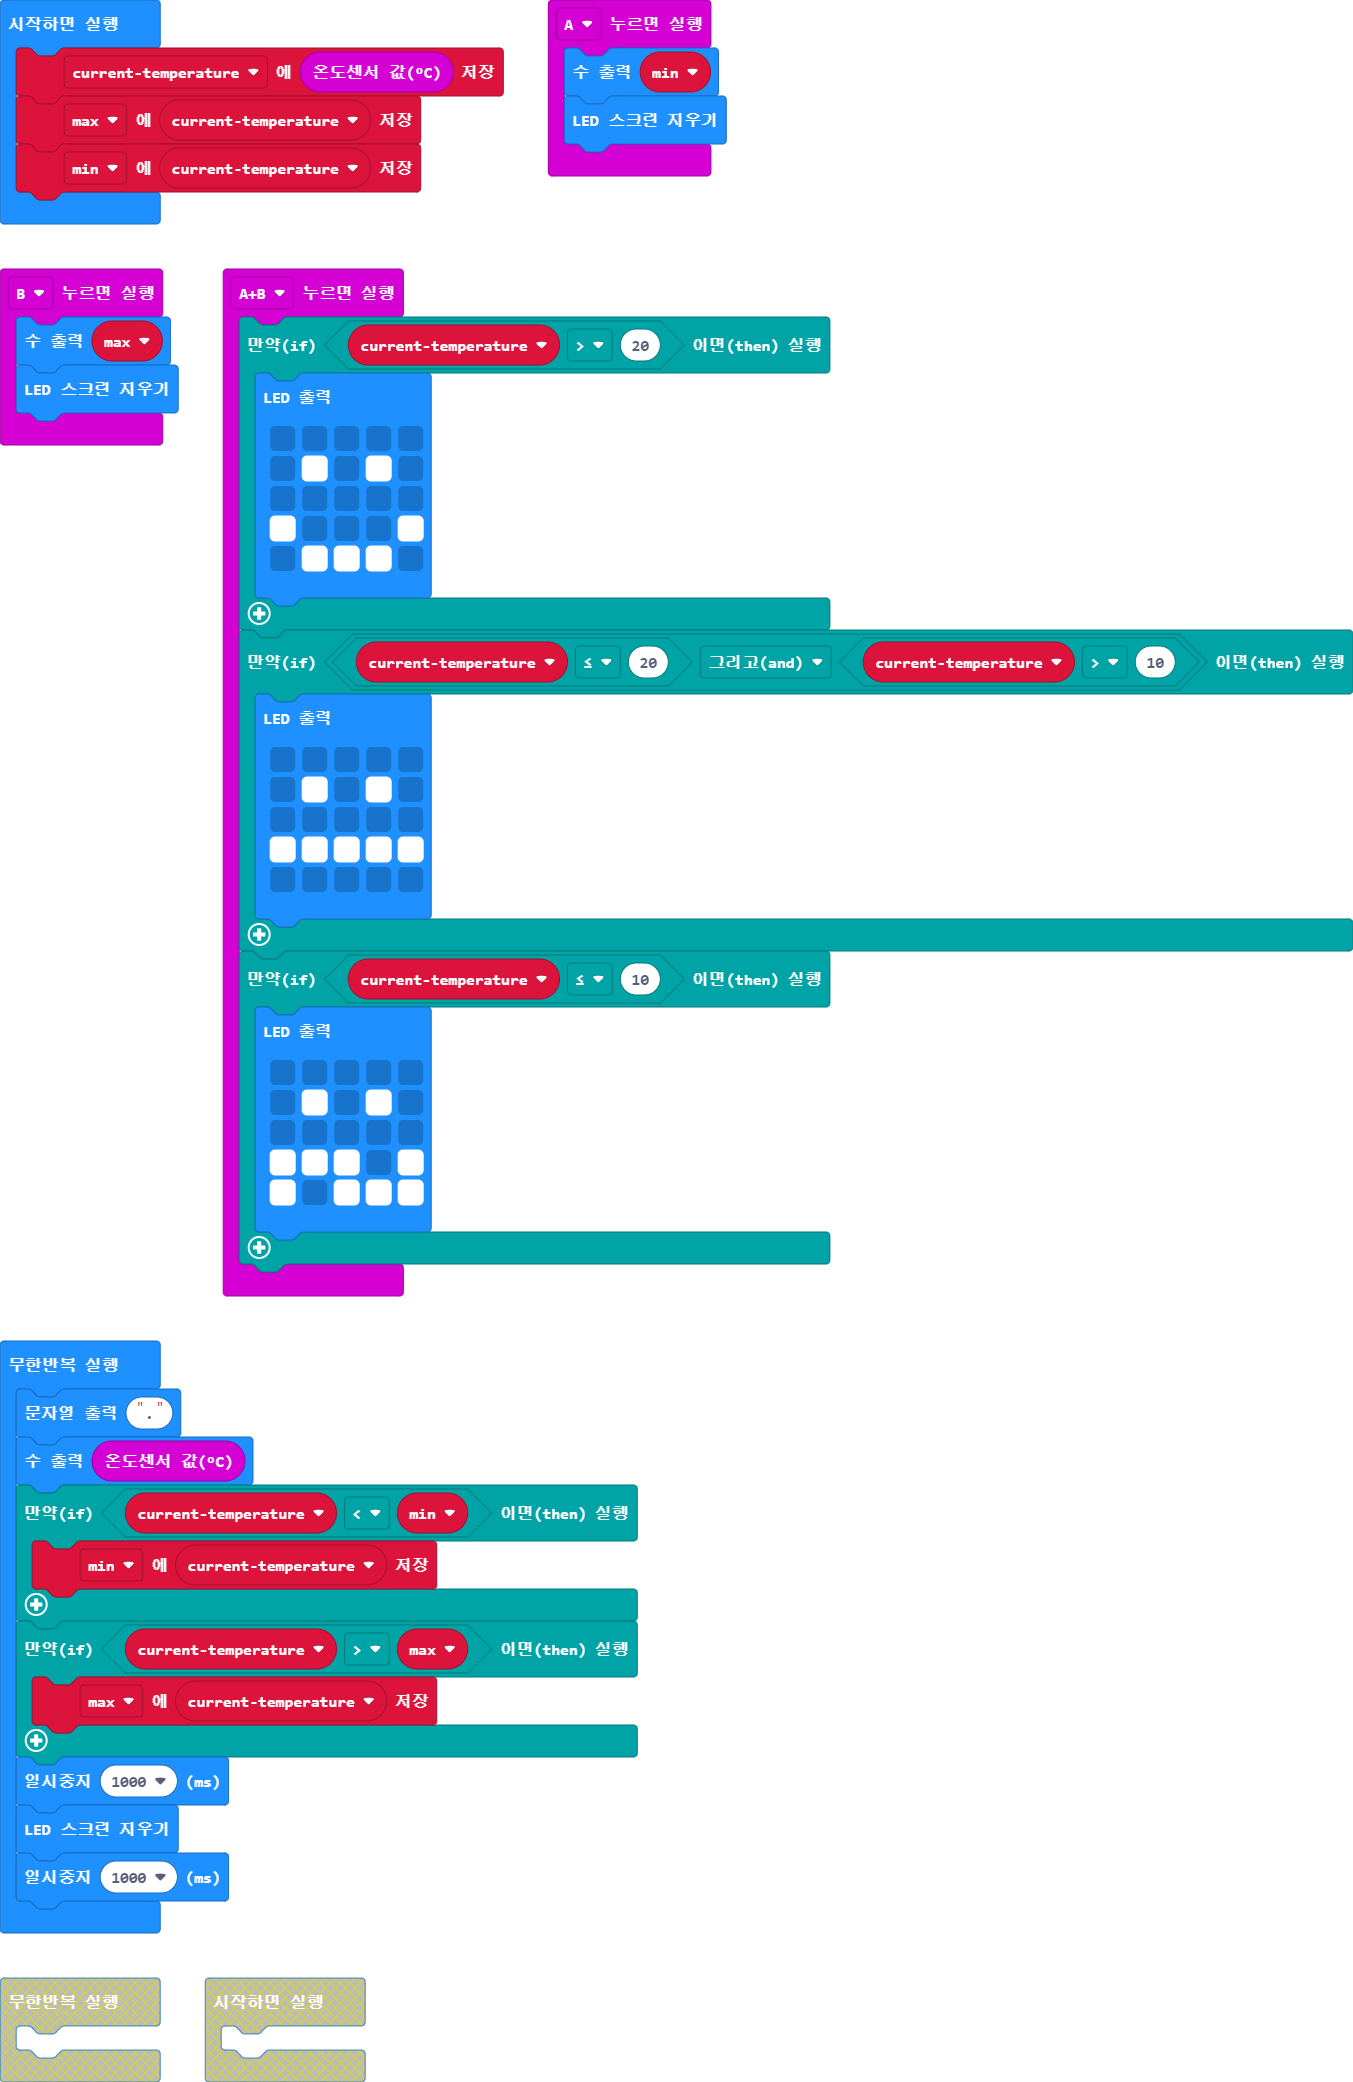 시작하면 실행
current-temperature 에 온도센서 값(ºC) 저장
max 에 current-temperature 저장
min 에 current-temperature 저장
A 누르면 실행
수 출력 min
LED 스크린 지우기
B 누르면 실행
수 출력 max
LED 스크린 지우기
A+B 누르면 실행
만약(if) current-temperature > 20 이면(then) 실행
LED 출력
만약(if) current-temperature ≤ 20 그리고(and) current-temperature > 10 이면(then) 실행
LED 출력
만약(if) current-temperature ≤ 10 이면(then) 실행
LED 출력
무한반복 실행
문자열 출력 "."
수 출력 온도센서 값(ºC)
만약(if) current-temperature < min 이면(then) 실행
min 에 current-temperature 저장
만약(if) current-temperature > max 이면(then) 실행
max 에 current-temperature 저장
일시중지 1000 (ms)
LED 스크린 지우기
일시중지 1000 (ms)
무한반복 실행
시작하면 실행